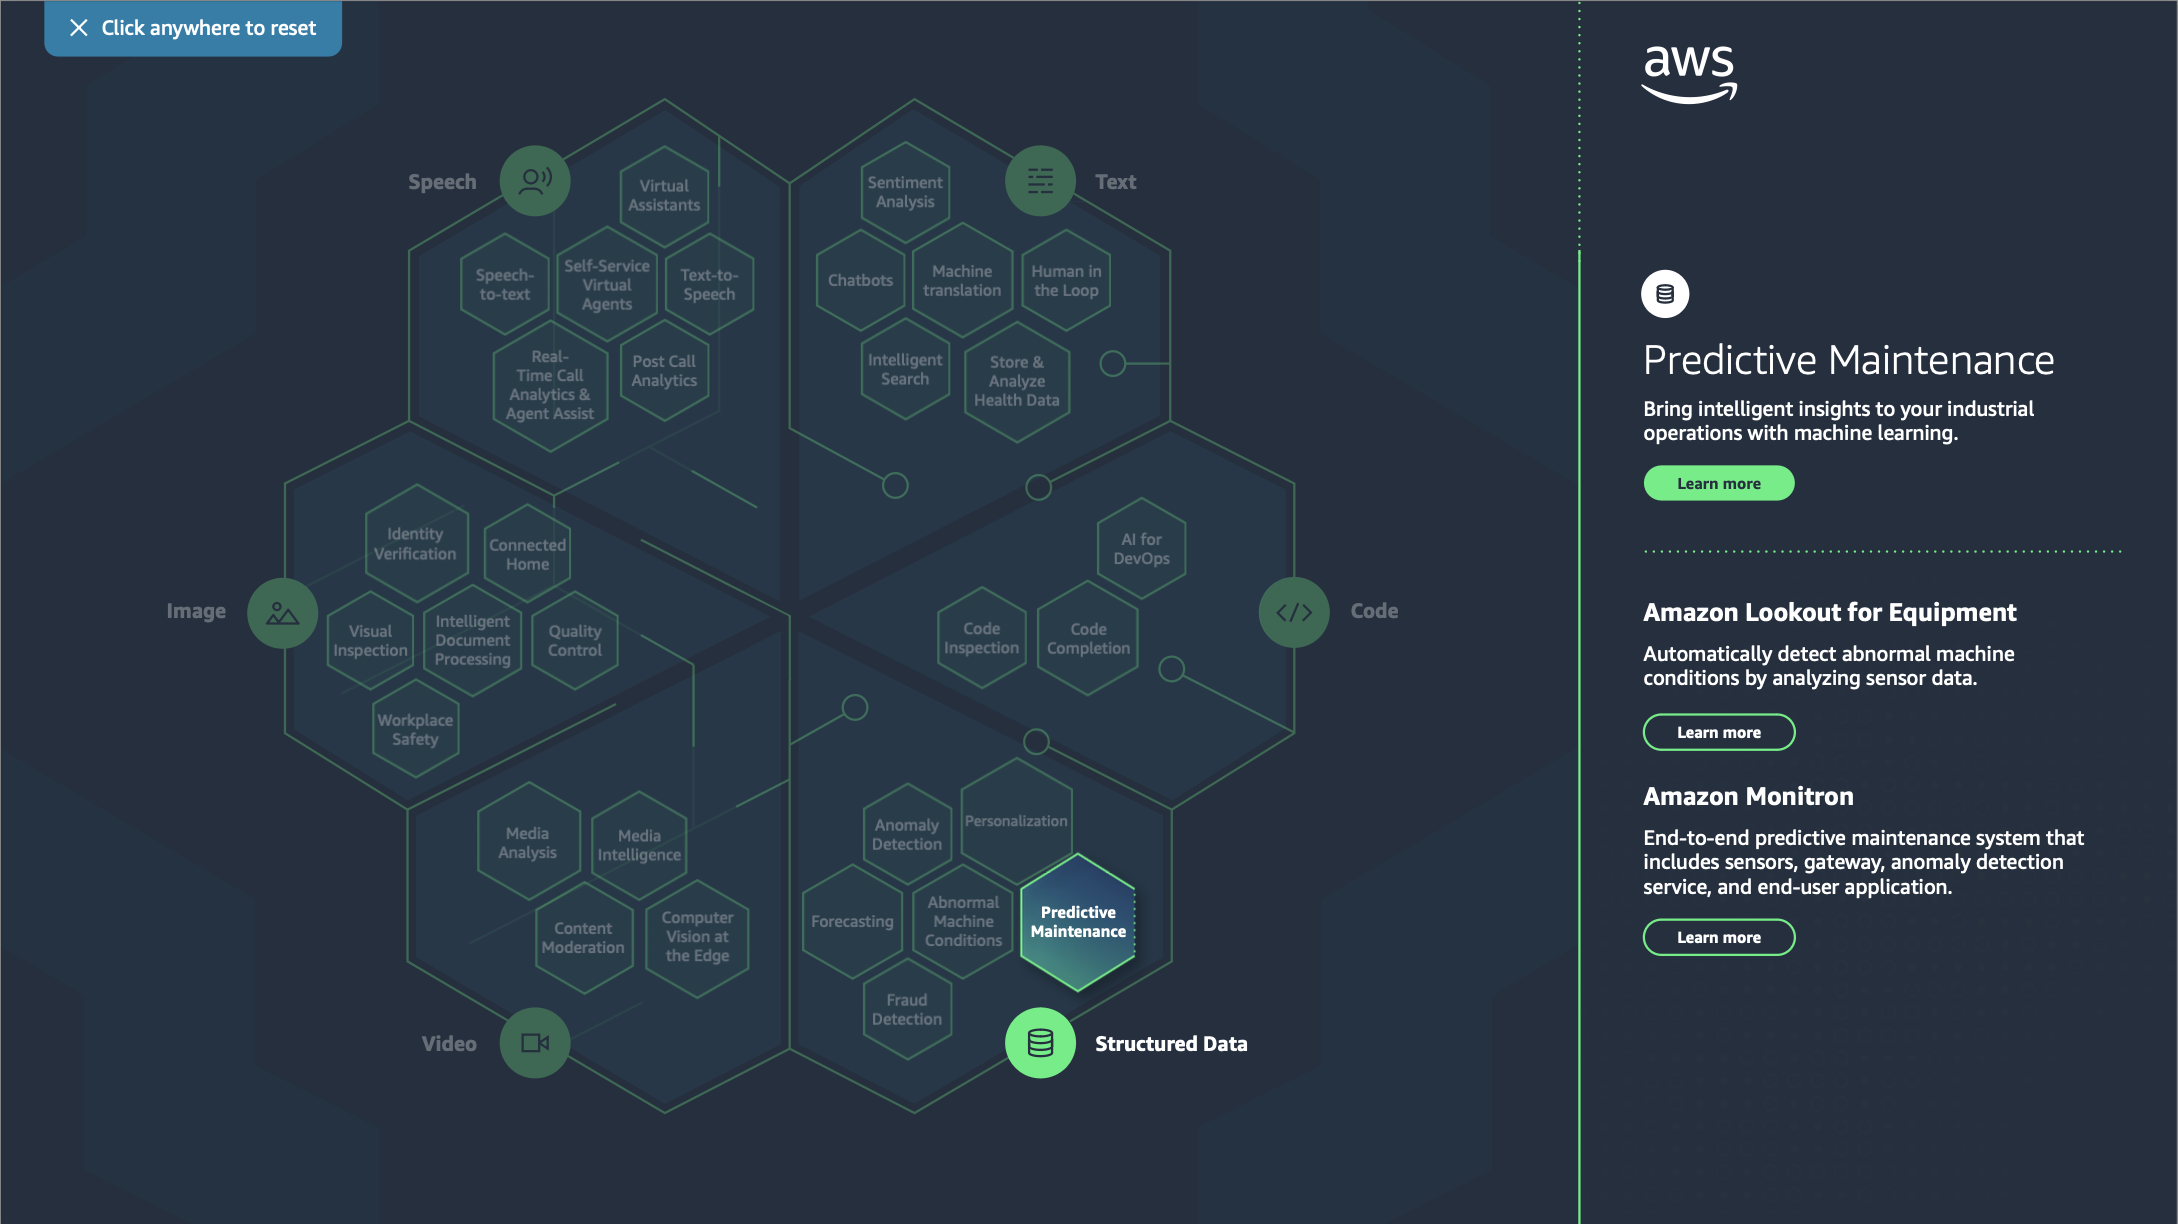 Click anywhere to reset
aws
Speech
Virtual
Assistants
Speech-
to-text
Self-Service
Virtual
Agents
Text-to-
Speech
Real-
Time Call
Analytics &
Agent Assist
Post Call
Analytics
Text
Sentiment
Analysis
Chatbots
Machine
translation
Human in
the Loop
Intelligent
Search
Store &
Analyze
Health Data
Image
Identity
Verification
Connected
Home
Visual
Inspection
Intelligent
Document
Processing
Quality
Control
Workplace
Safety
Code
AI for
DevOps
Code
Inspection
Code
Completion
</>
Video
Media
Analysis
Media
Intelligence
Content
Moderation
Computer
Vision at
the Edge
Structured Data
Anomaly
Detection
Personalization
Forecasting
Abnormal
Machine
Conditions
Predictive
Maintenance
Fraud
Detection
Predictive Maintenance
Bring intelligent insights to your industrial
operations with machine learning.
Learn more
Amazon Lookout for Equipment
Automatically detect abnormal machine
conditions by analyzing sensor data.
Learn more
Amazon Monitron
End-to-end predictive maintenance system that
includes sensors, gateway, anomaly detection
service, and end-user application.
Learn more